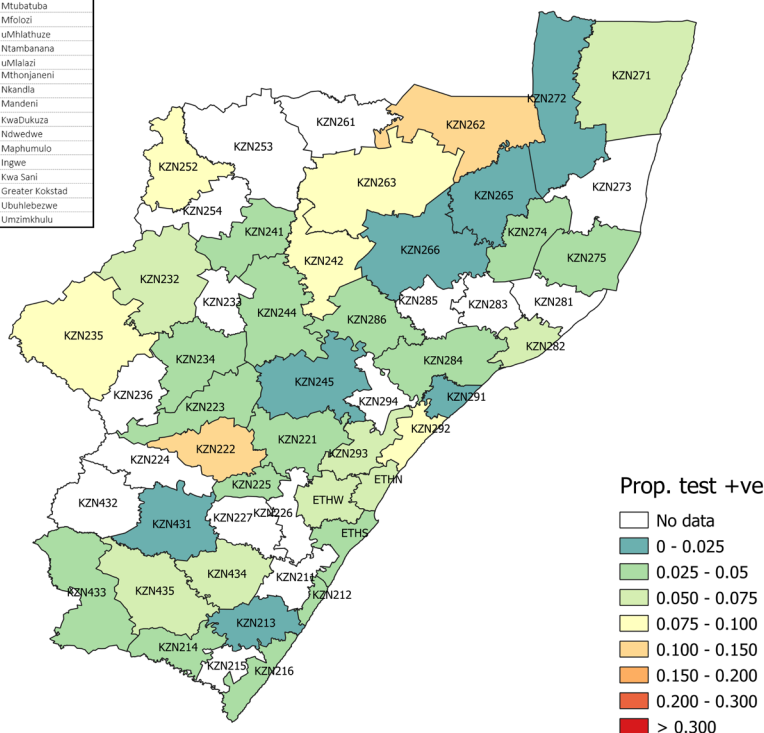 Mtubatuba
Mfolozi
uMhlathuze
Ntambanana
uMlalazi
Mthonjaneni
Nkandla
Mandeni
KwaDukuza
Ndwedwe
Maphumulo
Ingwe
Kwa Sani
Greater Kokstad
Ubuhlebezwe
Umzimkhulu
KZN271
KZN272
KZN261
KZN262
KZN253
KZN252
KZN263
KZN273
KZN265
KZN254
KZN241
KZN274
KZN266
KZN275
KZN242
KZN232
KZN233
KZN285
KZN283
KZN281
KZN244
KZN286
KZN235
KZN282
KZN234
KZN284
KZN245
KZN236
KZN294
KZN291
KZN223
KZN292
KZN221
KZN222
KZN293
KZN224
ETHN
KZN225
ETHW
KZN432
KZN227
KZN226
KZN431
ETHS
KZN434
KZN211
KZN433
KZN435
KZN212
KZN213
KZN214
KZN215
KZN216
Prop. test +ve
No data
0 - 0.025
0.025 - 0.05
0.050 - 0.075
0.075 - 0.100
0.100 - 0.150
0.150 - 0.200
0.200 - 0.300
> 0.300